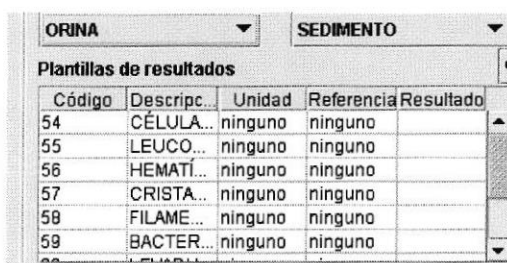 ORINA SEDIMENTO
Plantillas de resultados
Código Descripc... Unidad Referencia Resultado
54 CÉLULA... ninguno ninguno
55 LEUCO... ninguno ninguno
56 HEMATÍ... ninguno ninguno
57 CRISTA... ninguno ninguno
58 FILAME... ninguno ninguno
59 BACTER... ninguno ninguno